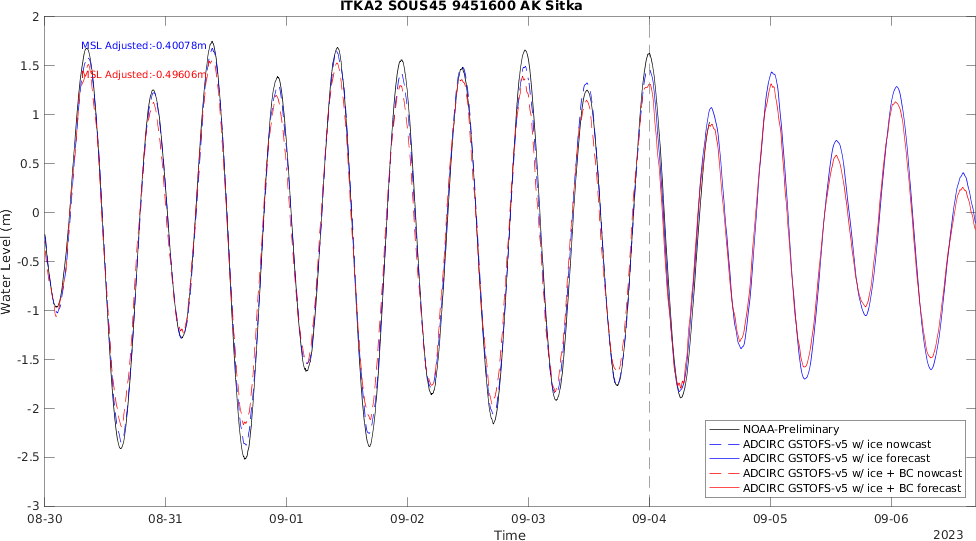 ITKA2 SOUS45 9451600 AK Sitka
MSL Adjusted:-0.40078m
MSL Adjusted:-0.49606m
Water Level (m)
2
1.5
1
0.5
0
-0.5
-1
-1.5
-2
-2.5
-3
NOAA-Preliminary
ADCIRC GSTOFS-v5 w/ ice nowcast
ADCIRC GSTOFS-v5 w/ ice forecast
ADCIRC GSTOFS-v5 w/ ice + BC nowcast
ADCIRC GSTOFS-v5 w/ ice + BC forecast
08-30 08-31 09-01 09-02 09-03 09-04 09-05 09-06
Time
2023